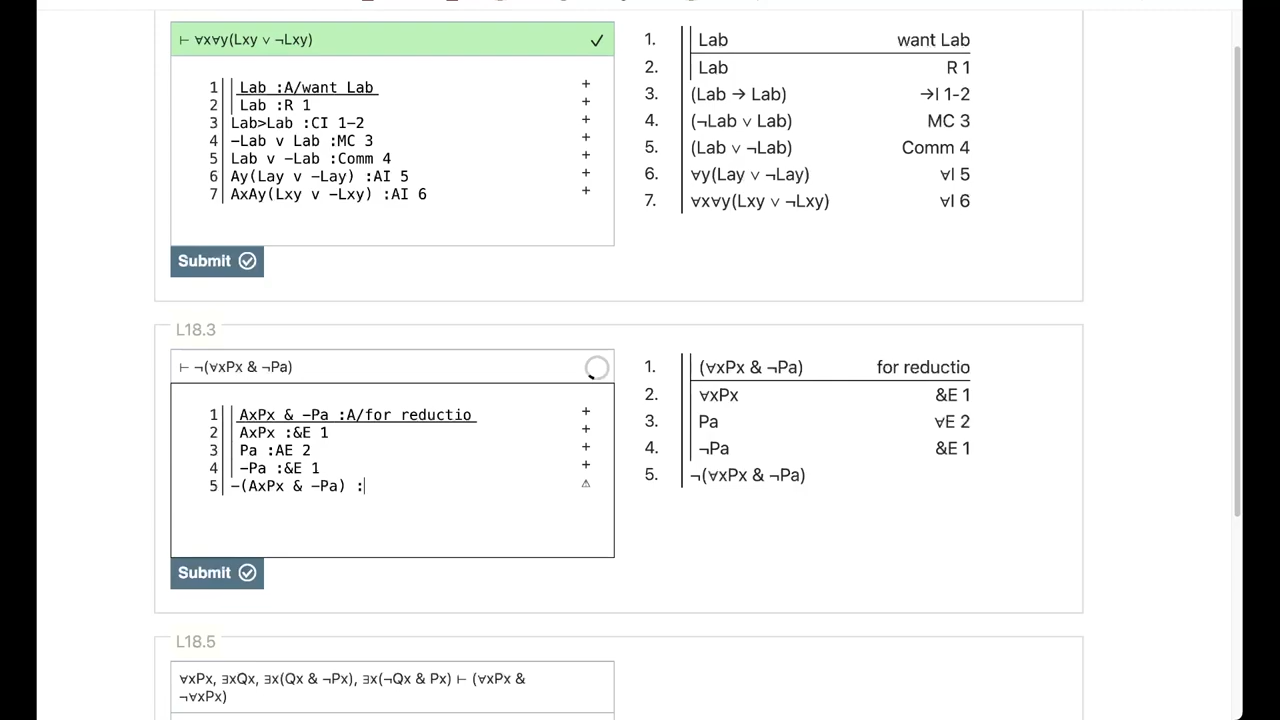 ⊢ ∀x∀y(Lxy ∨ ¬Lxy) ✓
1 Lab :A/want Lab +
2 Lab :R 1 +
3 Lab>Lab :CI 1-2 +
4 -Lab v Lab :MC 3 +
5 Lab v -Lab :Comm 4 +
6 Ay(Lay v -Lay) :AI 5 +
7 AxAy(Lxy v -Lxy) :AI 6 +
Submit
1. Lab want Lab
2. Lab R 1
3. (Lab → Lab) →I 1-2
4. (¬Lab ∨ Lab) MC 3
5. (Lab ∨ ¬Lab) Comm 4
6. ∀y(Lay ∨ ¬Lay) ∀I 5
7. ∀x∀y(Lxy ∨ ¬Lxy) ∀I 6
L18.3
⊢ ¬(∀xPx & ¬Pa)
1 AxPx & -Pa :A/for reductio +
2 AxPx :&E 1 +
3 Pa :AE 2 +
4 -Pa :&E 1 +
5 -(AxPx & -Pa) : ⚠
Submit
1. (∀xPx & ¬Pa) for reductio
2. ∀xPx &E 1
3. Pa ∀E 2
4. ¬Pa &E 1
5. ¬(∀xPx & ¬Pa)
L18.5
∀xPx, ∃xQx, ∃x(Qx & ¬Px), ∃x(¬Qx & Px) ⊢ (∀xPx &
¬∀xPx)